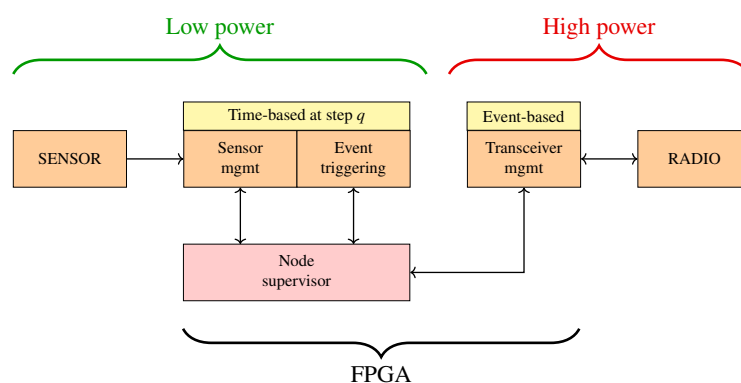 Low power
High power
Time-based at step q
Event-based
SENSOR
Sensor
mgmt
Event
triggering
Transceiver
mgmt
RADIO
Node
supervisor
FPGA